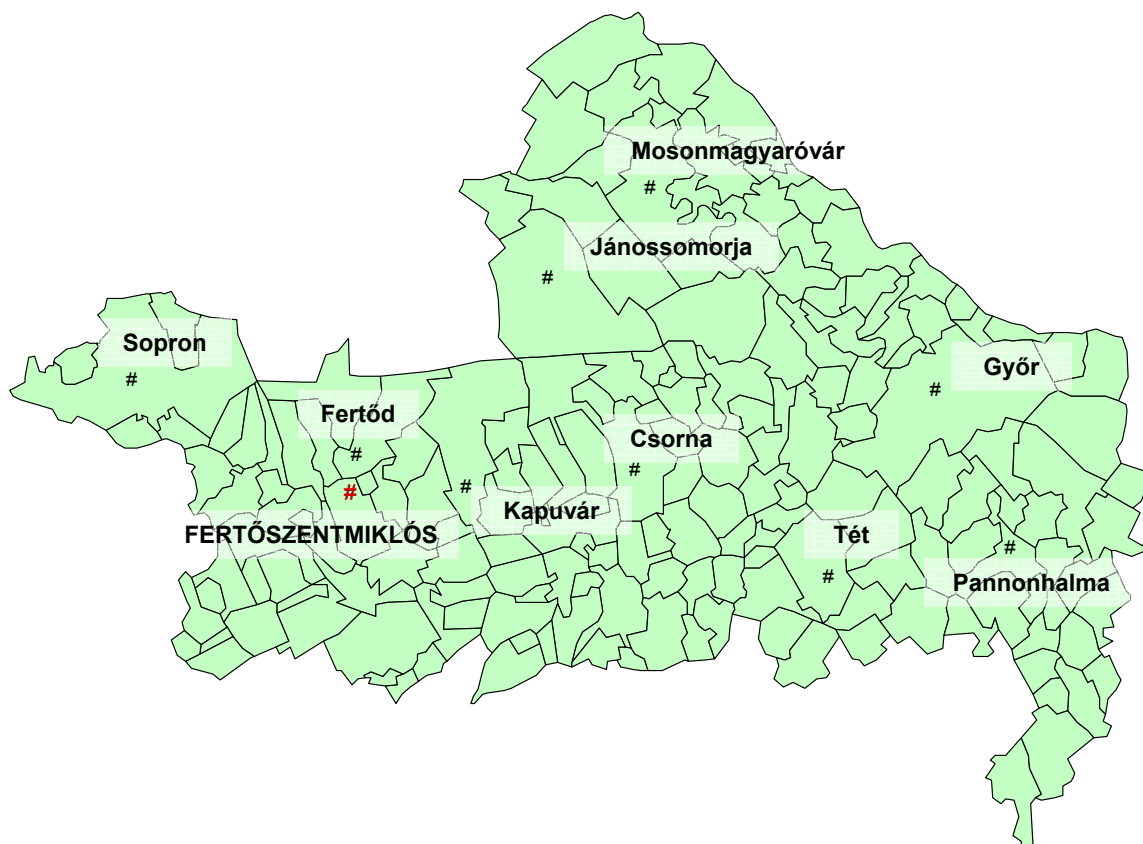 Mosonmagyaróvár
#
Jánossomorja
#
Sopron
#
Győr
#
Fertőd
#
Csorna
#
#
FERTŐSZENTMIKLÓS
#
Kapuvár
Tét
#
#
Pannonhalma